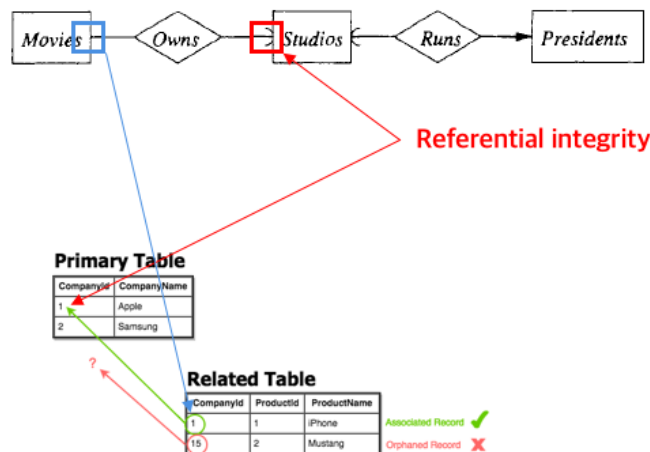 Movies Owns Studios Runs Presidents
Referential integrity
Primary Table
CompanyId CompanyName
1 Apple
2 Samsung
?
Related Table
CompanyId ProductId ProductName
1 1 iPhone Associated Record ✔
15 2 Mustang Orphaned Record ✘